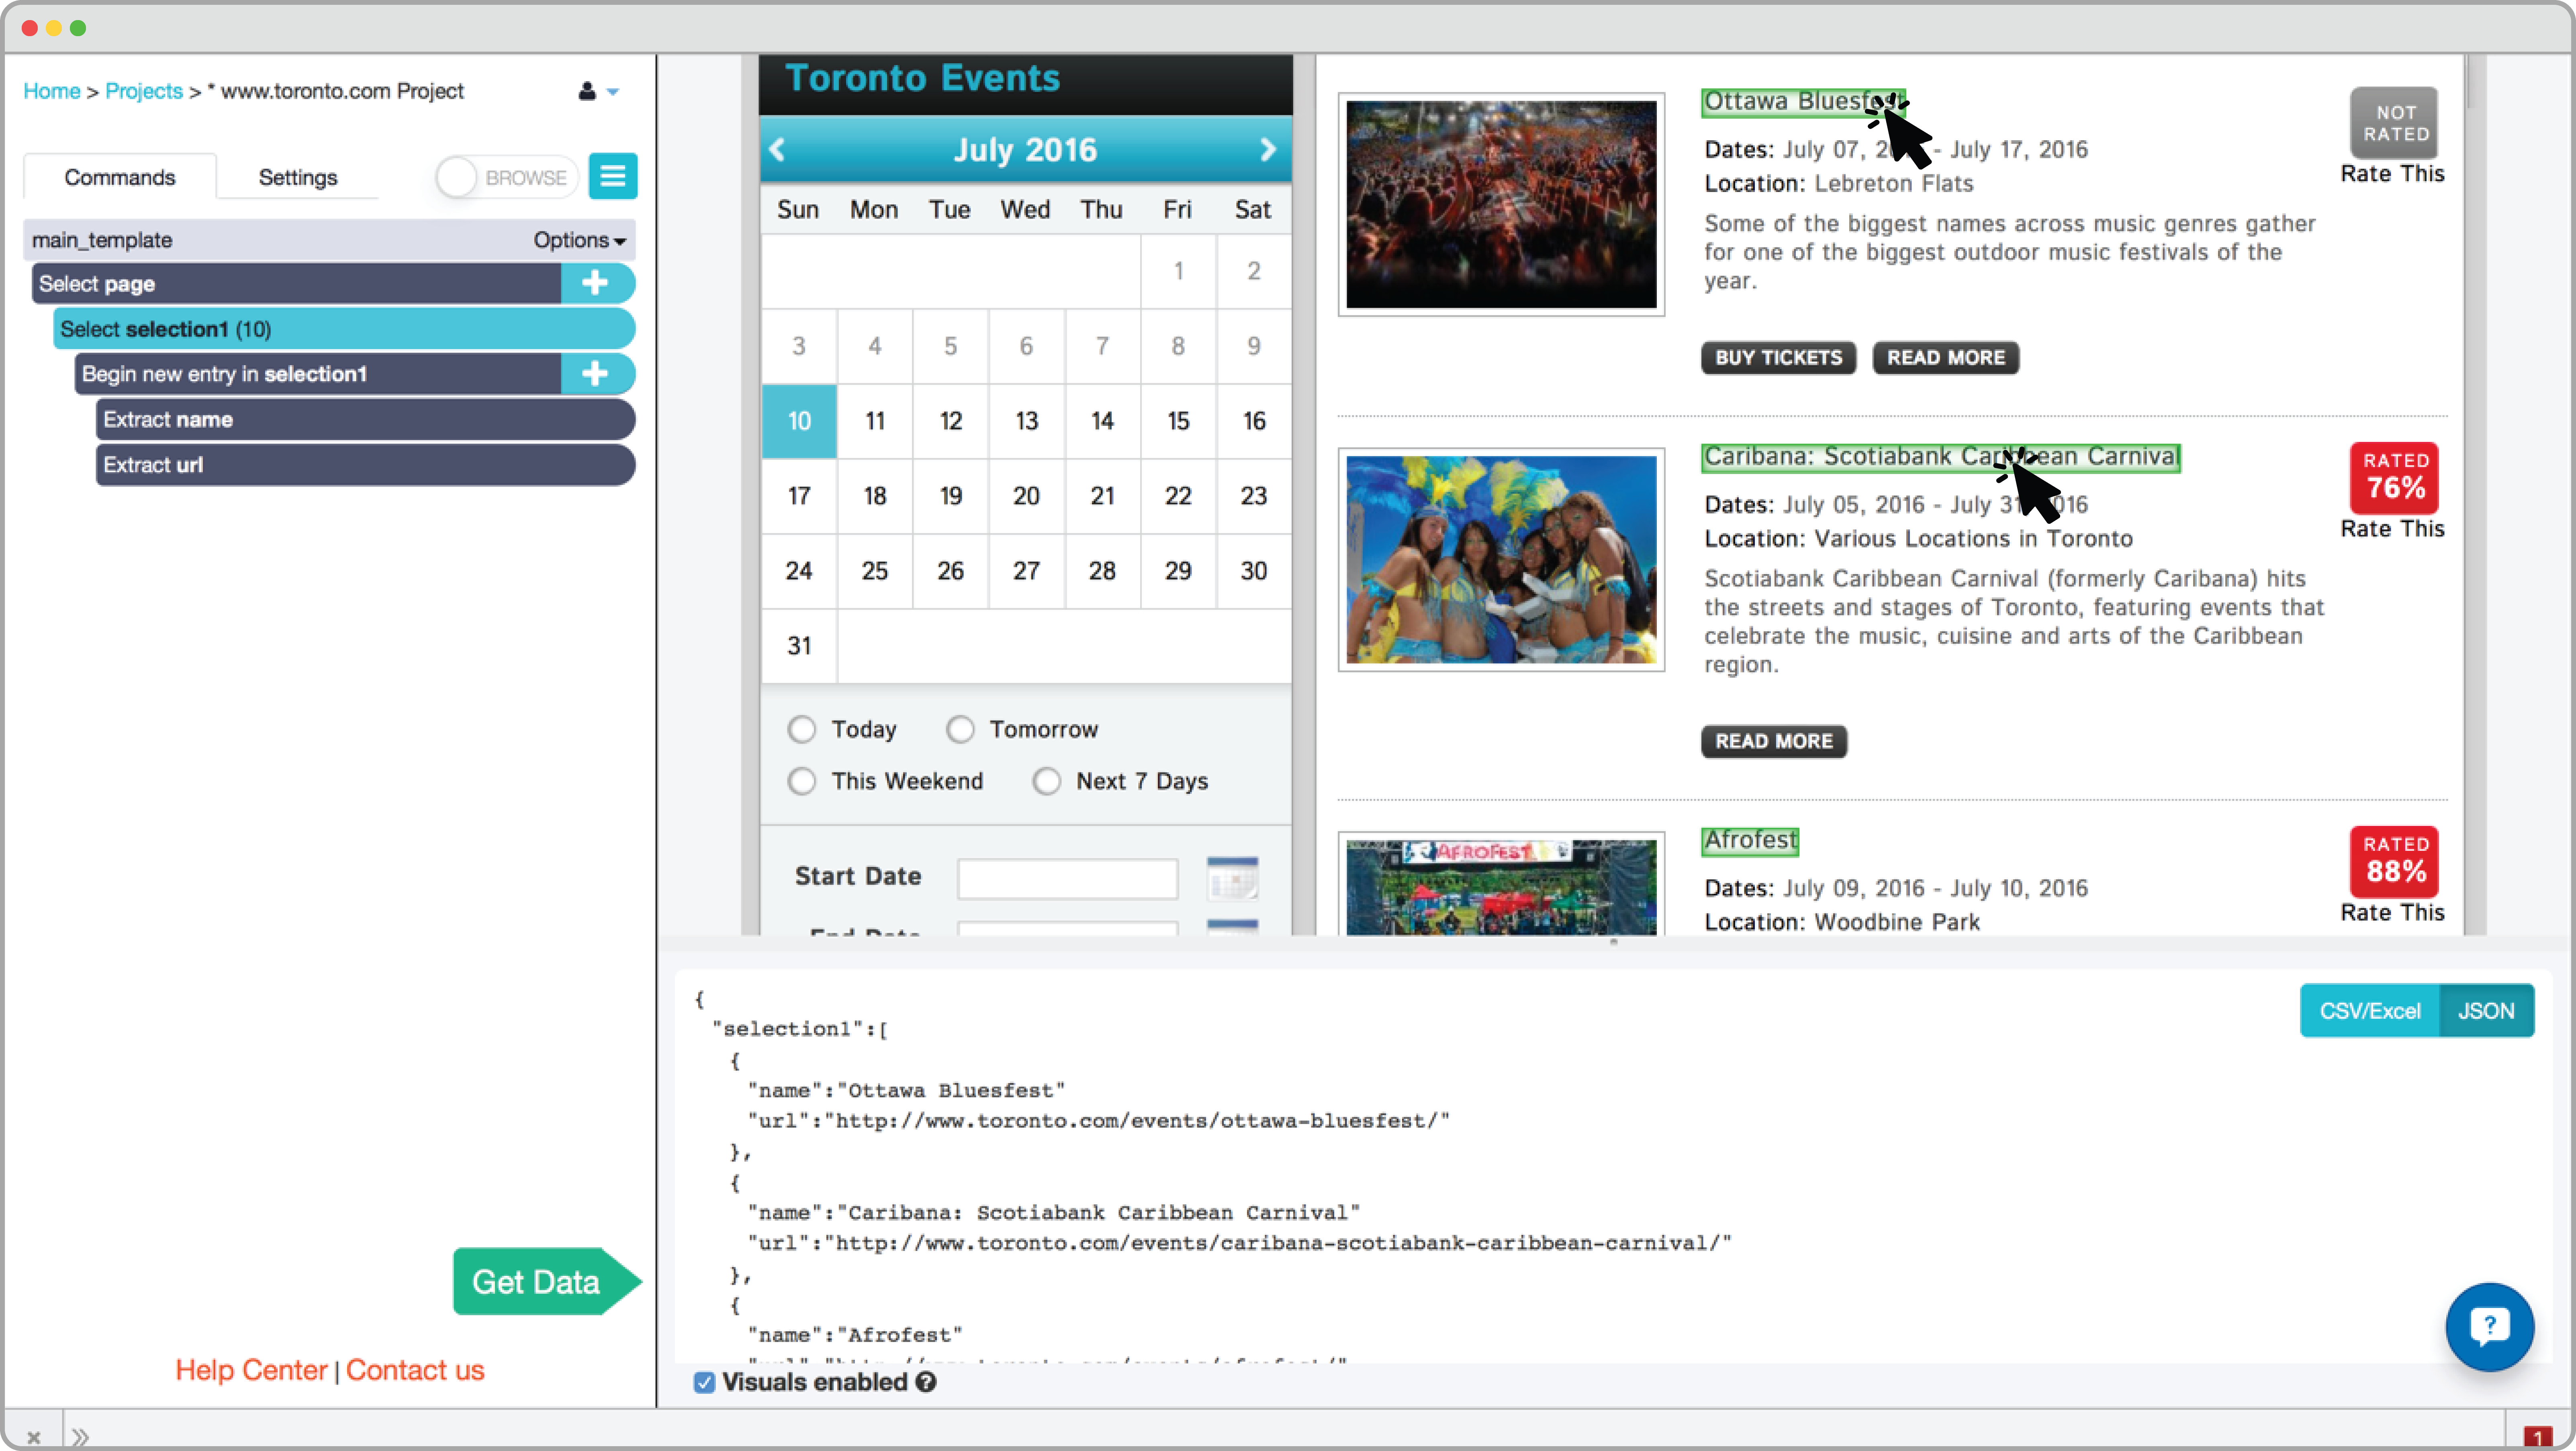 Home > Projects > * www.toronto.com Project
Commands
Settings
BROWSE
main_template
Options
Select page
Select selection1 (10)
Begin new entry in selection1
Extract name
Extract url
Get Data
Help Center | Contact us
Toronto Events
July 2016
Sun Mon Tue Wed Thu Fri Sat
1 2
3 4 5 6 7 8 9
10 11 12 13 14 15 16
17 18 19 20 21 22 23
24 25 26 27 28 29 30
31
Today Tomorrow
This Weekend Next 7 Days
Start Date
End Date
Ottawa Bluesfest
Dates: July 07, - July 17, 2016
Location: Lebreton Flats
Some of the biggest names across music genres gather
for one of the biggest outdoor music festivals of the
year.
BUY TICKETS READ MORE
NOT
RATED
Rate This
Caribana: Scotiabank Caribbean Carnival
Dates: July 05, 2016 - July 31, 2016
Location: Various Locations in Toronto
Scotiabank Caribbean Carnival (formerly Caribana) hits
the streets and stages of Toronto, featuring events that
celebrate the music, cuisine and arts of the Caribbean
region.
READ MORE
RATED
76%
Rate This
AFROFEST
Afrofest
Dates: July 09, 2016 - July 10, 2016
Location: Woodbine Park
RATED
88%
Rate This
CSV/Excel JSON
{
"selection1":[
{
"name":"Ottawa Bluesfest"
"url":"http://www.toronto.com/events/ottawa-bluesfest/"
},
{
"name":"Caribana: Scotiabank Caribbean Carnival"
"url":"http://www.toronto.com/events/caribana-scotiabank-caribbean-carnival/"
},
{
"name":"Afrofest"
"url":"http://www.toronto.com/events/afrofest/"
Visuals enabled ?
?
x »
1